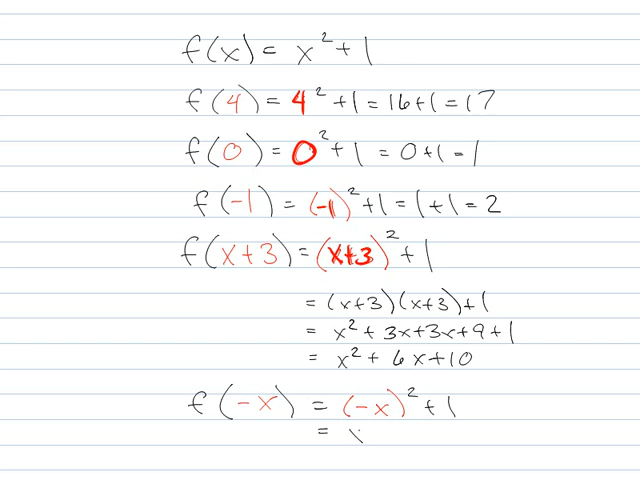 f(x) = x² + 1
f(4) = 4² + 1 = 16 + 1 = 17
f(0) = 0² + 1 = 0 + 1 = 1
f(-1) = (-1)² + 1 = 1 + 1 = 2
f(x+3) = (x+3)² + 1
= (x+3)(x+3) + 1
= x² + 3x + 3x + 9 + 1
= x² + 6x + 10
f(-x) = (-x)² + 1
=